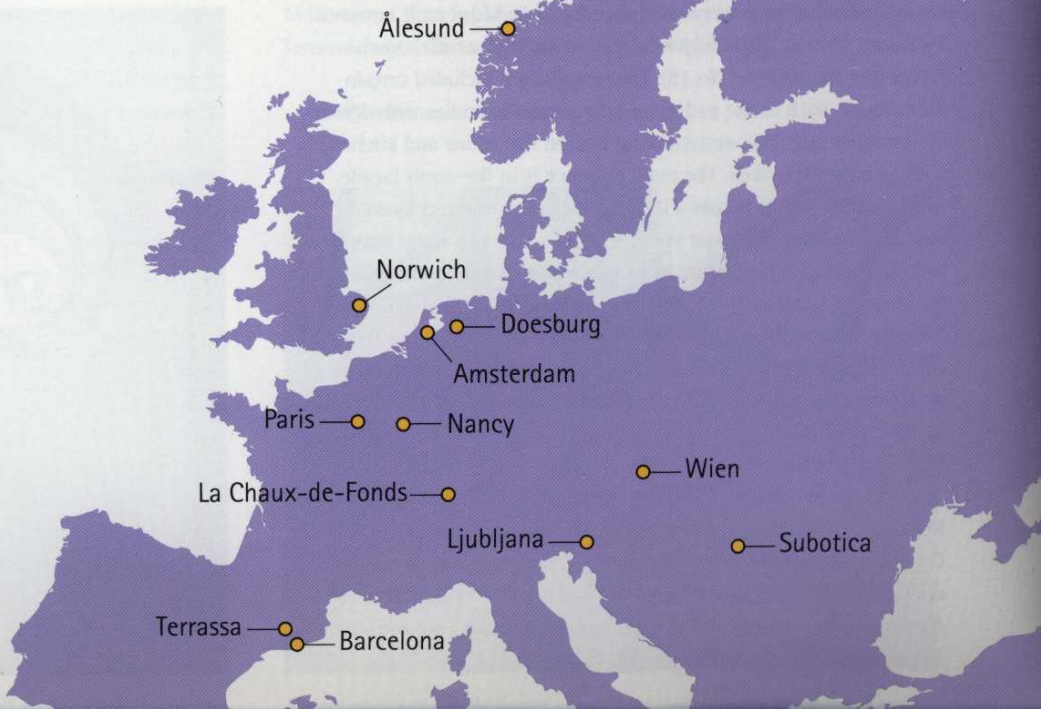 Ålesund
Norwich
Doesburg
Amsterdam
Paris
Nancy
Wien
La Chaux-de-Fonds
Ljubljana
Subotica
Terrassa
Barcelona